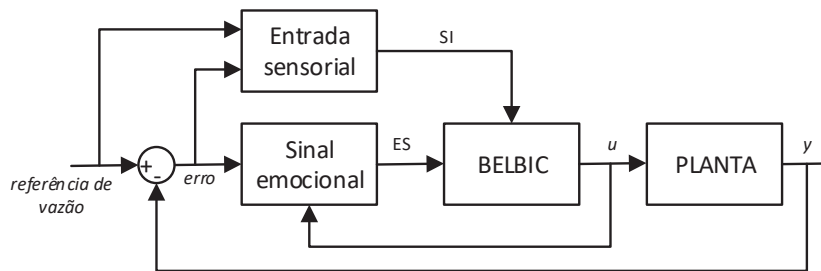 Entrada
sensorial
SI
+
-
erro
referência de
vazão
Sinal
emocional
ES
BELBIC
u
PLANTA
y